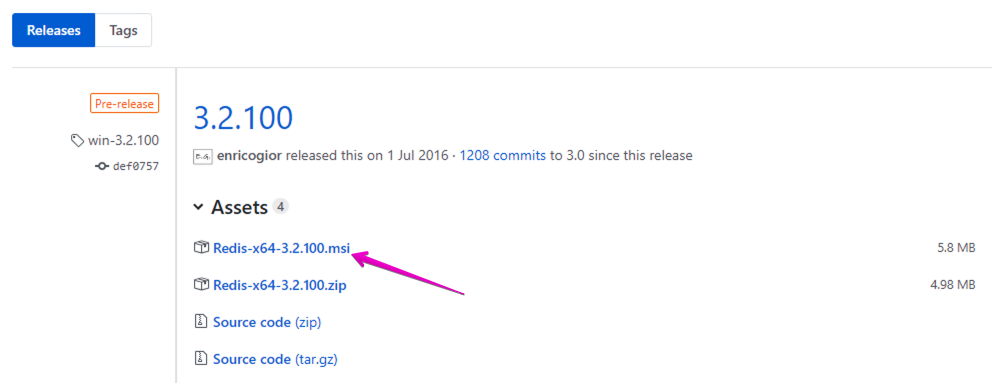 Releases Tags
Pre-release
win-3.2.100
def0757
3.2.100
enricogior released this on 1 Jul 2016 · 1208 commits to 3.0 since this release
Assets 4
Redis-x64-3.2.100.msi 5.8 MB
Redis-x64-3.2.100.zip 4.98 MB
Source code (zip)
Source code (tar.gz)